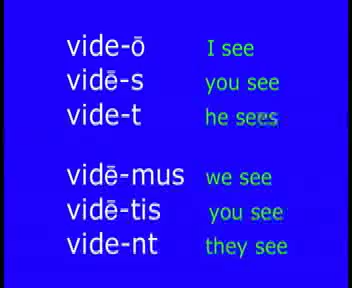 vide-ō I see
vidē-s you see
vide-t he sees
vidē-mus we see
vidē-tis you see
vide-nt they see